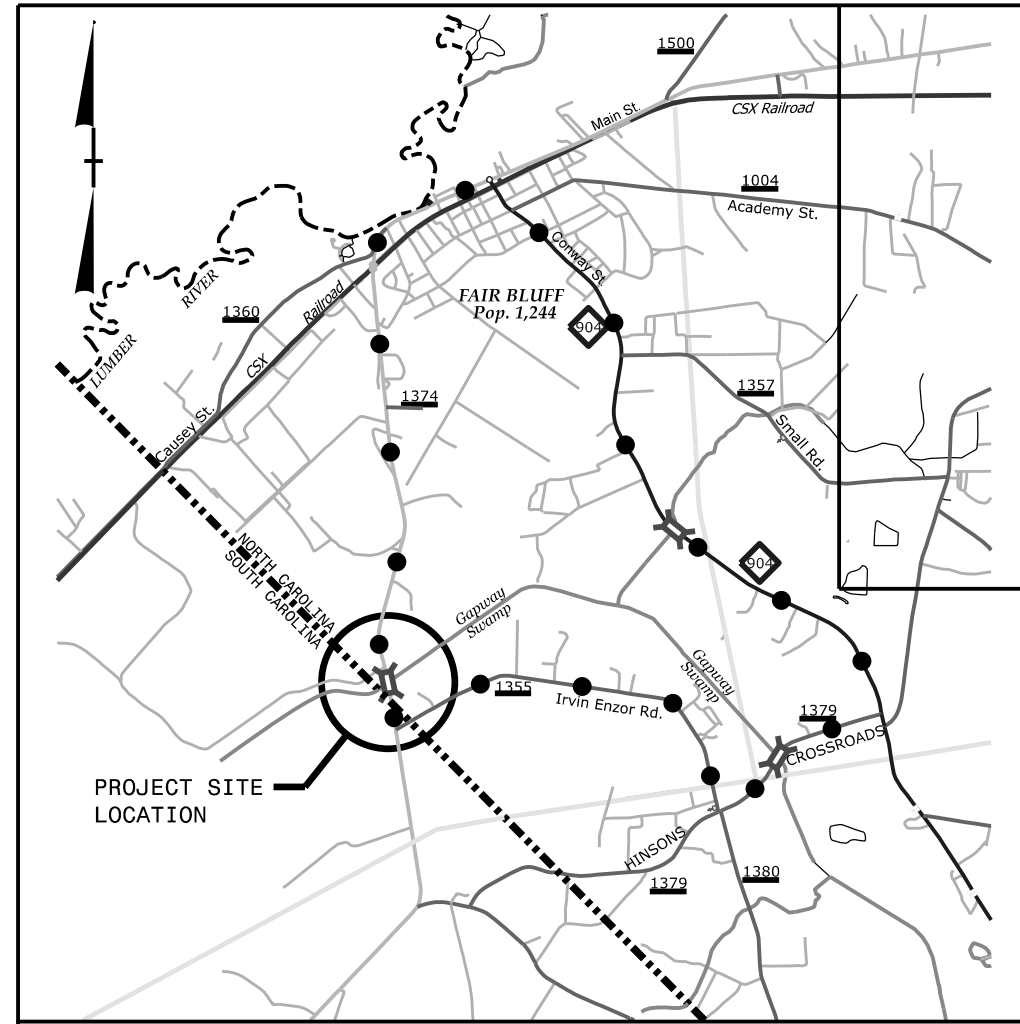 1500
Main St.
CSX Railroad
1004
Academy St.
Conway St.
RIVER
FAIR BLUFF
Pop. 1,244
1360
Railroad
904
LUMBER
CSX
1374
1357
Causey St.
Small Rd.
NORTH CAROLINA
SOUTH CAROLINA
904
Gapway
Swamp
Gapway
Swamp
1355
Irvin Enzor Rd.
1379
CROSSROADS
PROJECT SITE
LOCATION
HINSONS
1379
1380